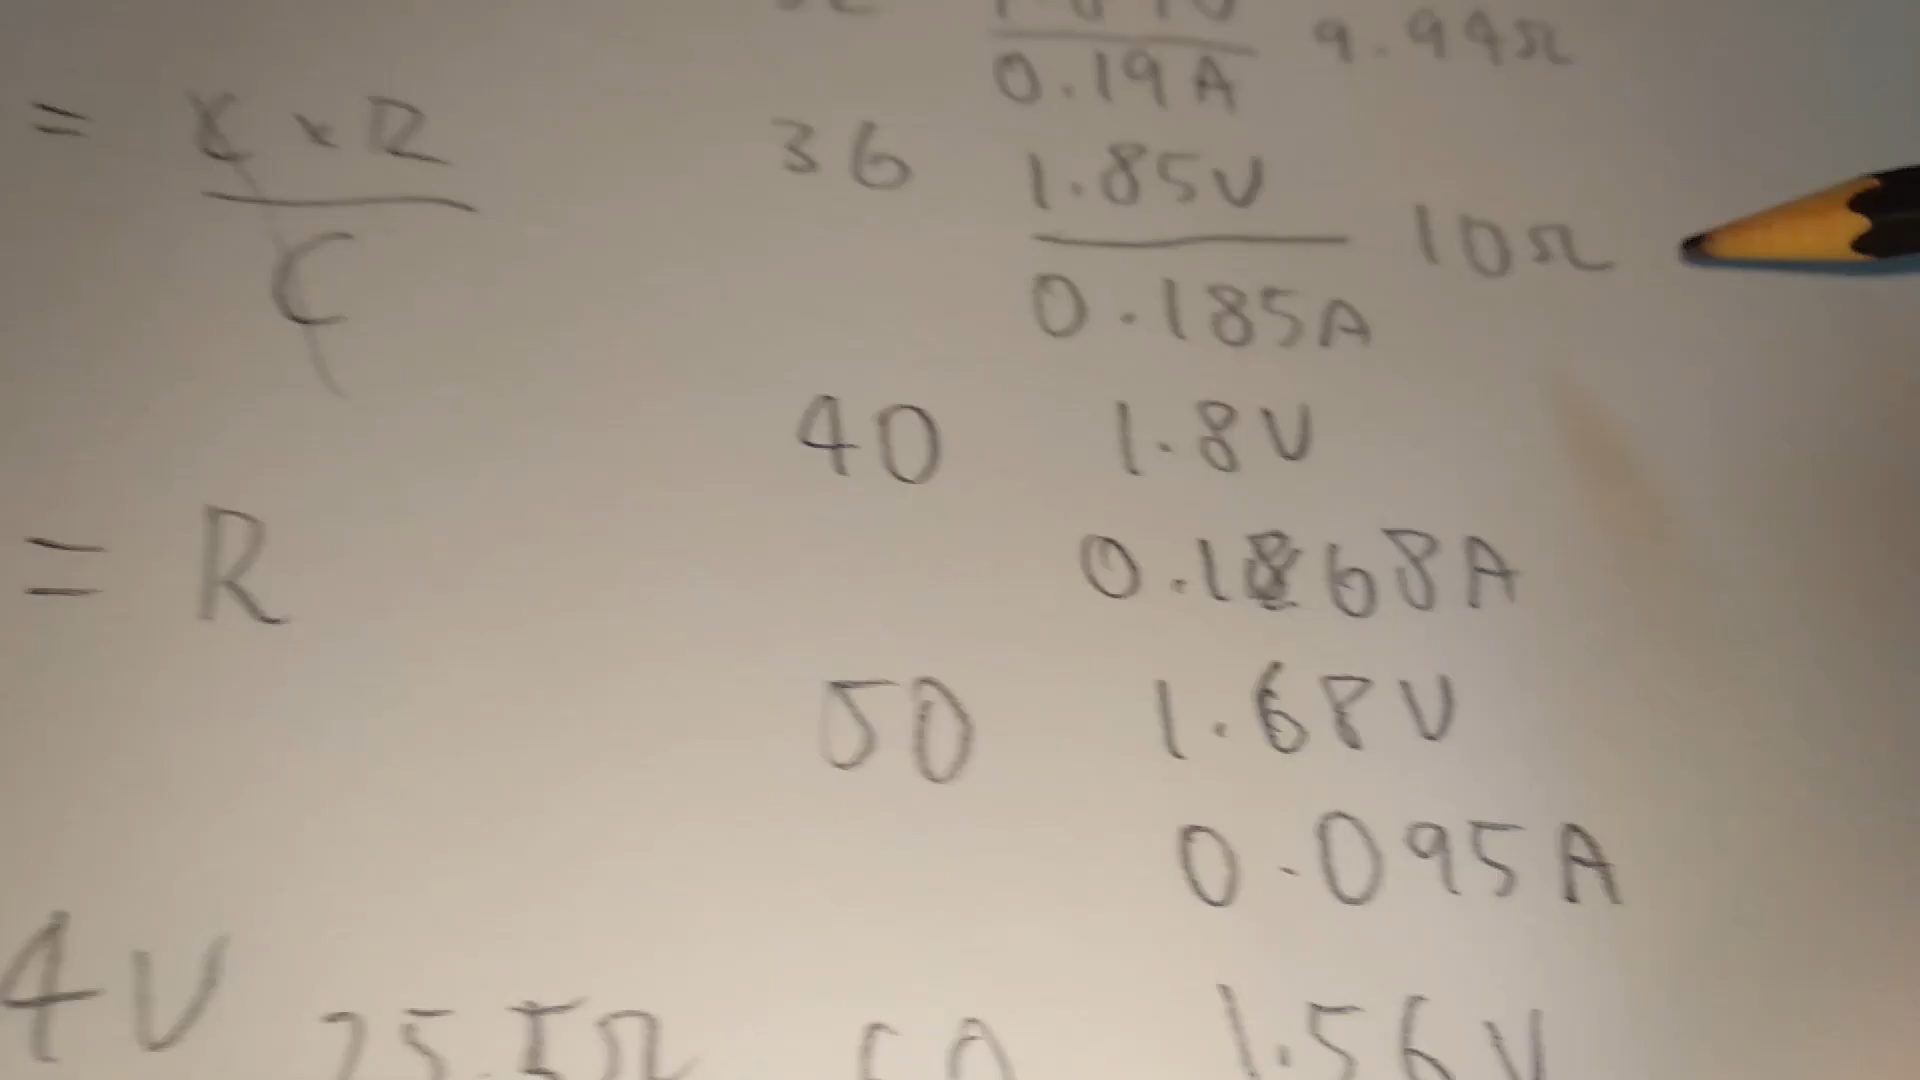 0.19A 9.94Ω
= × R
C
36 1.85V
0.185A 10Ω
40 1.8V
0.1868A
= R
50 1.68V
0.095A
4V
1.56V